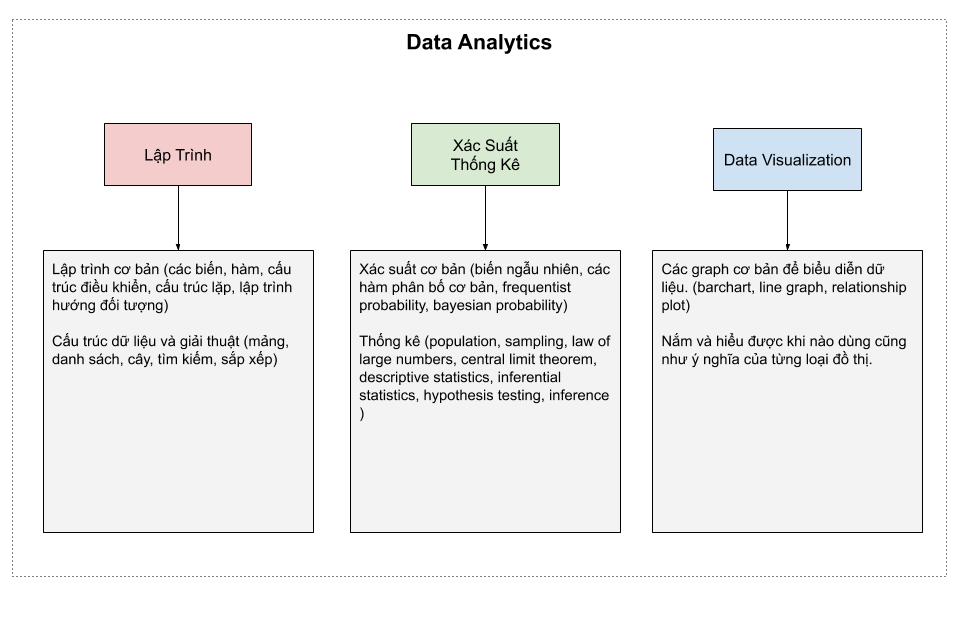 Data Analytics
Lập Trình
Xác Suất
Thống Kê
Data Visualization
Lập trình cơ bản (các biến, hàm, cấu
trúc điều khiển, cấu trúc lặp, lập trình
hướng đối tượng)
Cấu trúc dữ liệu và giải thuật (mảng,
danh sách, cây, tìm kiếm, sắp xếp)
Xác suất cơ bản (biến ngẫu nhiên, các
hàm phân bố cơ bản, frequentist
probability, bayesian probability)
Thống kê (population, sampling, law of
large numbers, central limit theorem,
descriptive statistics, inferential
statistics, hypothesis testing, inference
)
Các graph cơ bản để biểu diễn dữ
liệu. (barchart, line graph, relationship
plot)
Nắm và hiểu được khi nào dùng cũng
như ý nghĩa của từng loại đồ thị.